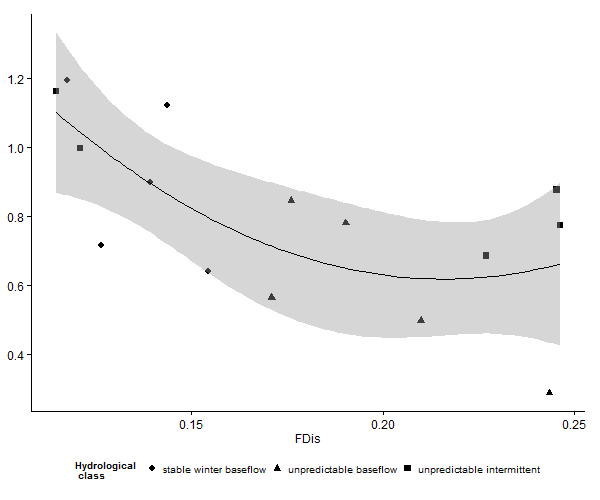 1.2
1.0
0.8
0.6
0.4
0.15 0.20 0.25
FDis
Hydrological
class
stable winter baseflow unpredictable baseflow unpredictable intermittent